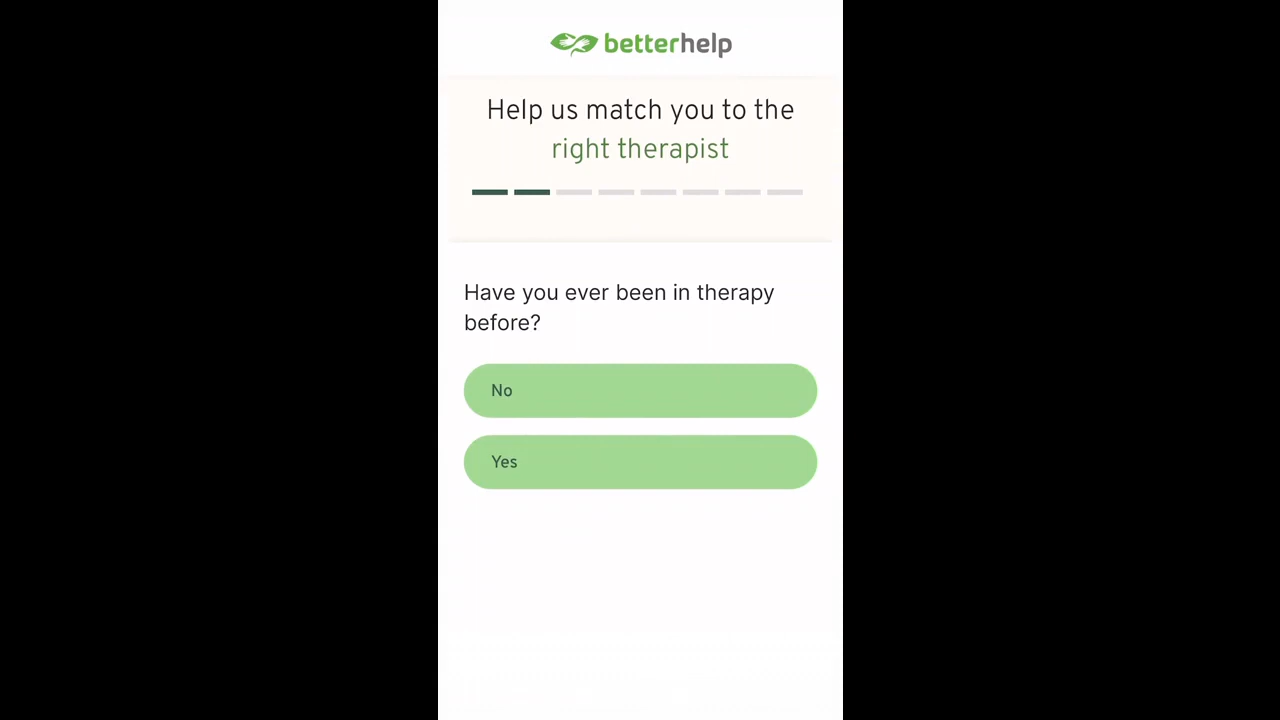 betterhelp
Help us match you to the
right therapist
Have you ever been in therapy
before?
No
Yes